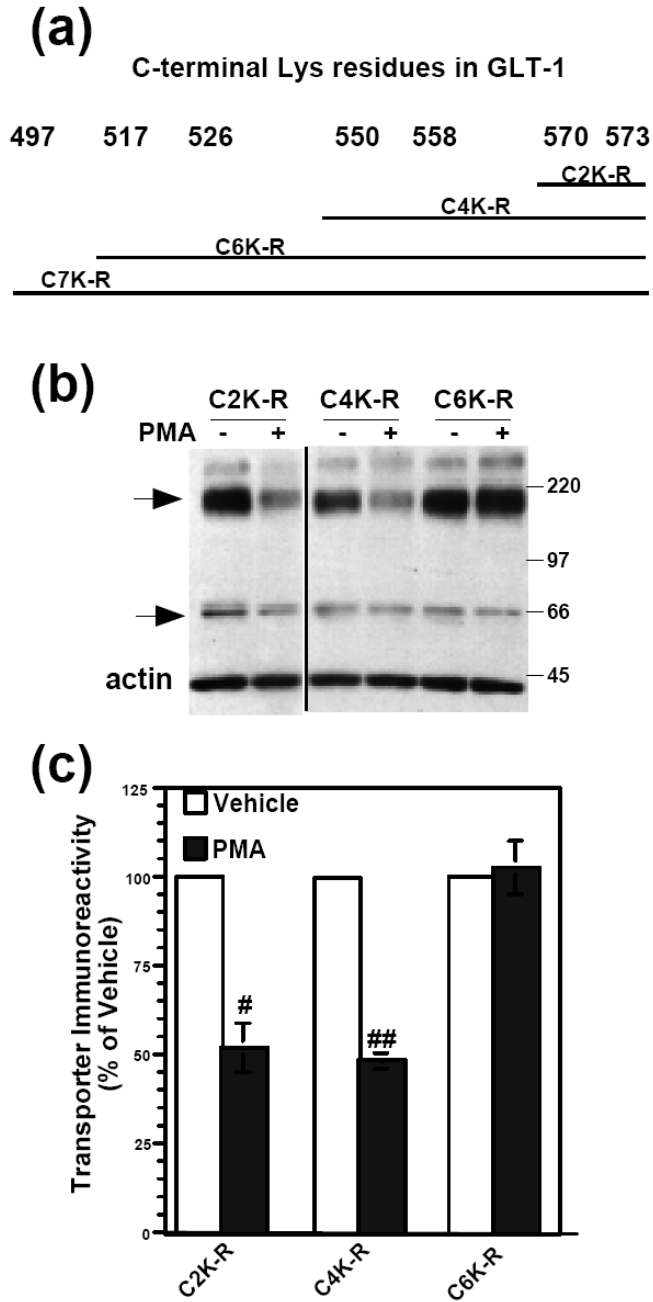 (a)
C-terminal Lys residues in GLT-1
497 517 526 550 558 570 573
C2K-R
C4K-R
C6K-R
C7K-R
(b)
C2K-R C4K-R C6K-R
PMA - + - + - +
220
97
66
actin
45
(c)
125
Vehicle
PMA
100
75
50
25
0
# ##
Transporter Immunoreactivity
(% of Vehicle)
C2K-R C4K-R C6K-R